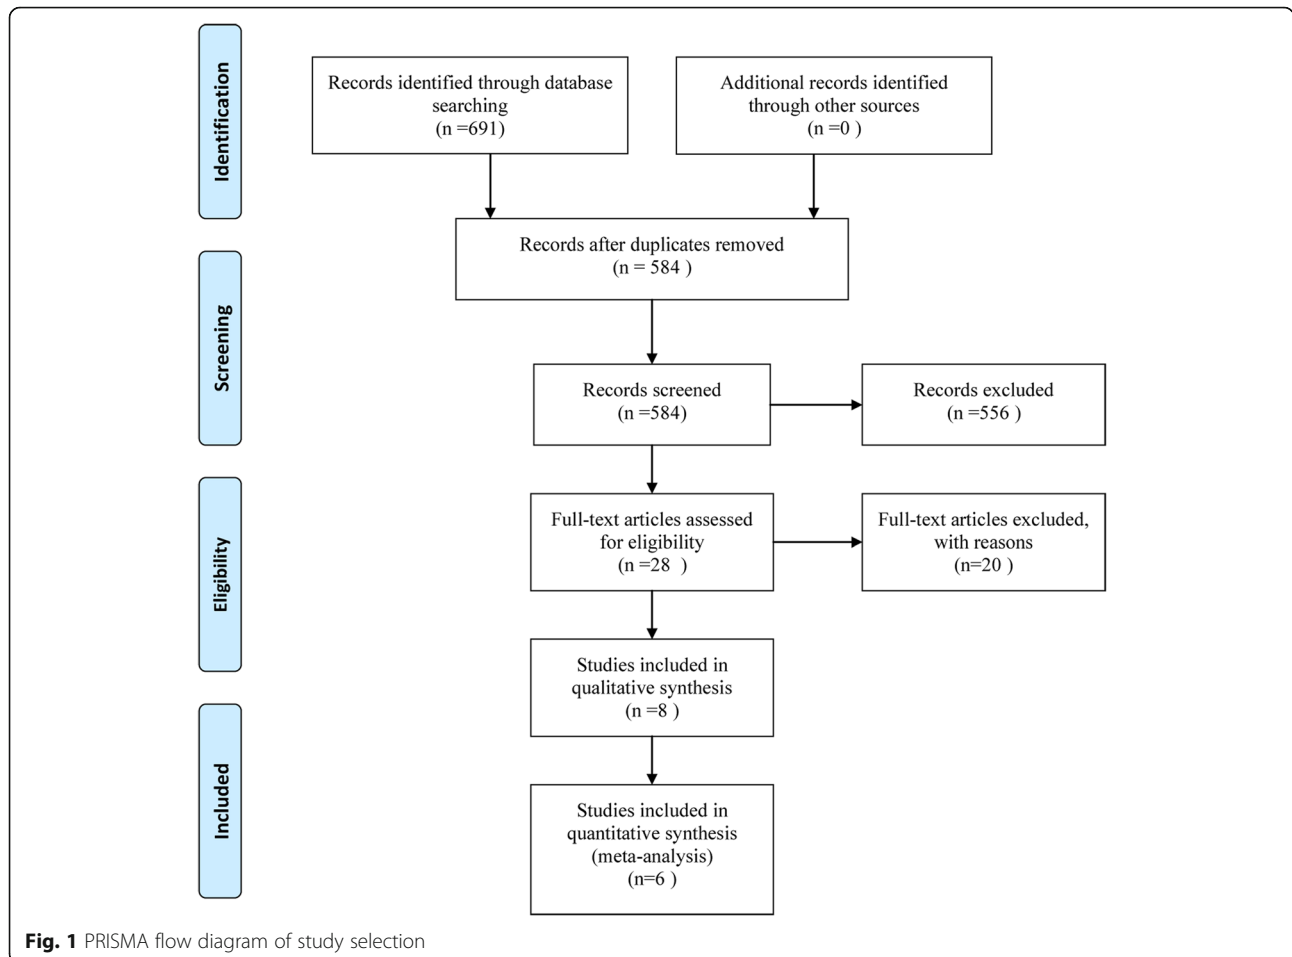 Identification
Records identified through database
searching
(n =691)
Additional records identified
through other sources
(n =0 )
Records after duplicates removed
(n = 584 )
Screening
Records screened
(n =584)
Records excluded
(n =556 )
Eligibility
Full-text articles assessed
for eligibility
(n =28  )
Full-text articles excluded,
with reasons
(n=20 )
Studies included in
qualitative synthesis
(n =8 )
Included
Studies included in
quantitative synthesis
(meta-analysis)
(n=6 )
Fig. 1 PRISMA flow diagram of study selection